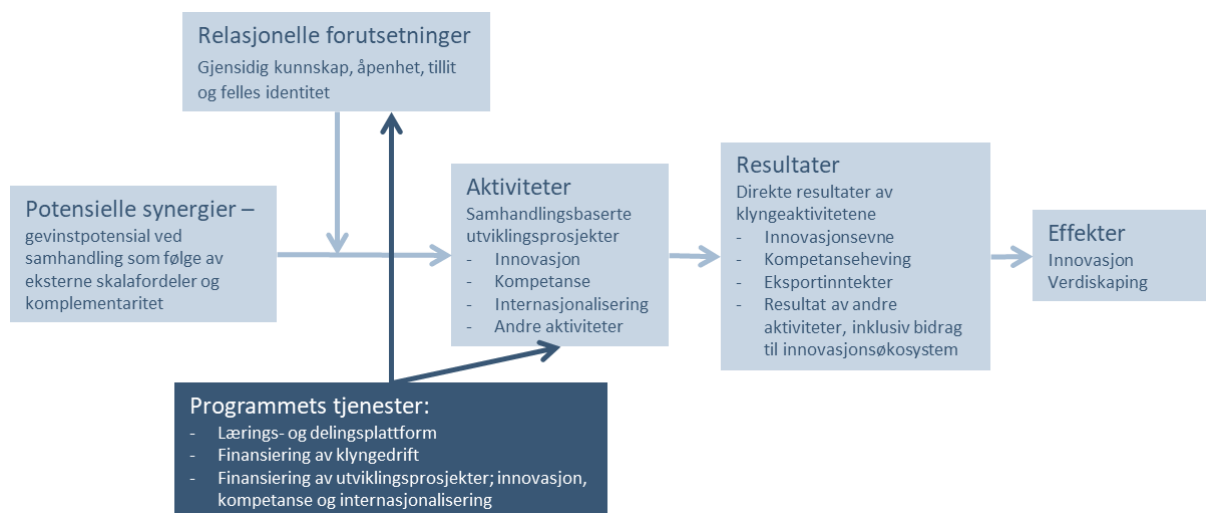 Relasjonelle forutsetninger
Gjensidig kunnskap, åpenhet, tillit
og felles identitet
Potensielle synergier –
gevinstpotensial ved
samhandling som følge av
eksterne skalafordeler og
komplementaritet
Aktiviteter
Samhandlingsbaserte
utviklingsprosjekter
- Innovasjon
- Kompetanse
- Internasjonalisering
- Andre aktiviteter
Resultater
Direkte resultater av
klyngeaktivitetene
- Innovasjonsevne
- Kompetanseheving
- Eksportinntekter
- Resultat av andre
aktiviteter, inklusiv bidrag
til innovasjonsøkosystem
Effekter
Innovasjon
Verdiskaping
Programmets tjenester:
- Lærings- og delingsplattform
- Finansiering av klyngedrift
- Finansiering av utviklingsprosjekter; innovasjon,
kompetanse og internasjonalisering